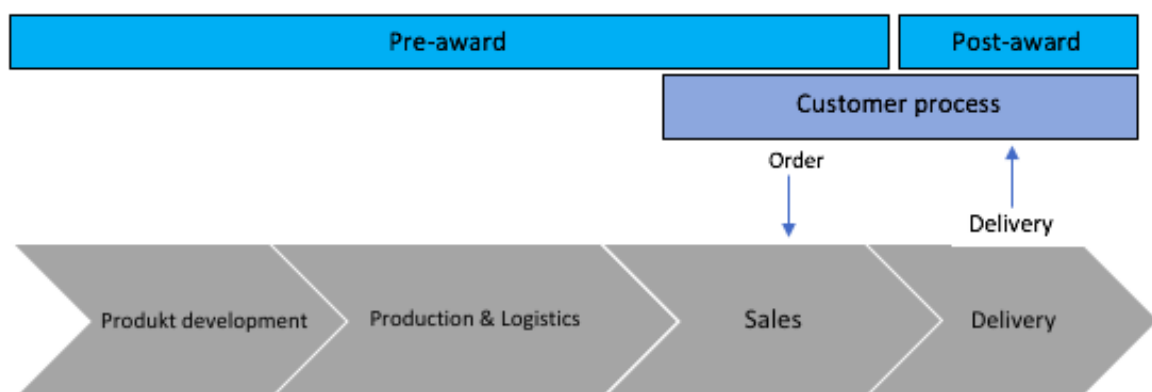 Pre-award
Post-award
Customer process
Order
Delivery
Produkt development
Production & Logistics
Sales
Delivery